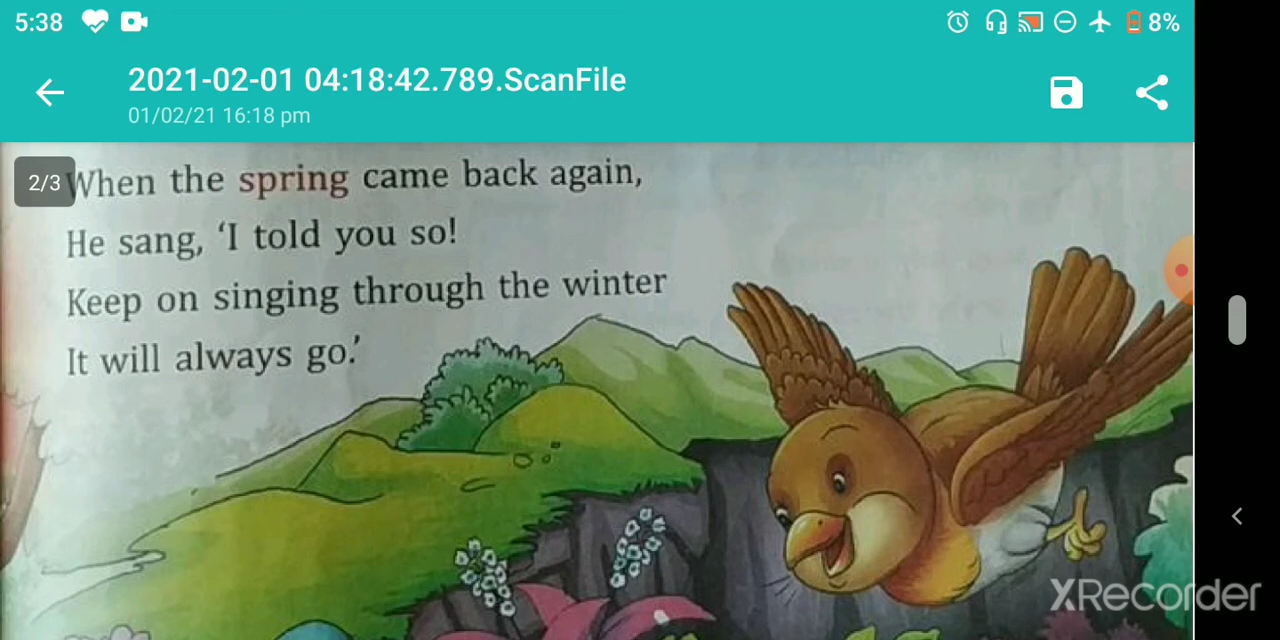 5:38
8%
2021-02-01 04:18:42.789.ScanFile
01/02/21 16:18 pm
2/3
When the spring came back again,
He sang, ‘I told you so!
Keep on singing through the winter
It will always go.’
XRecorder